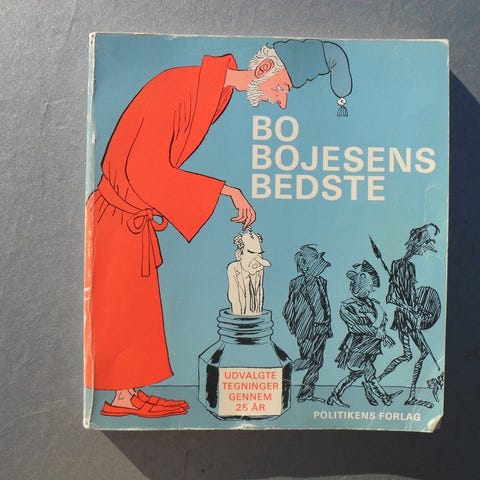 BO
BOJESENS
BEDSTE
UDVALGTE
TEGNINGER
GENNEM
25 ÅR
POLITIKENS FORLAG